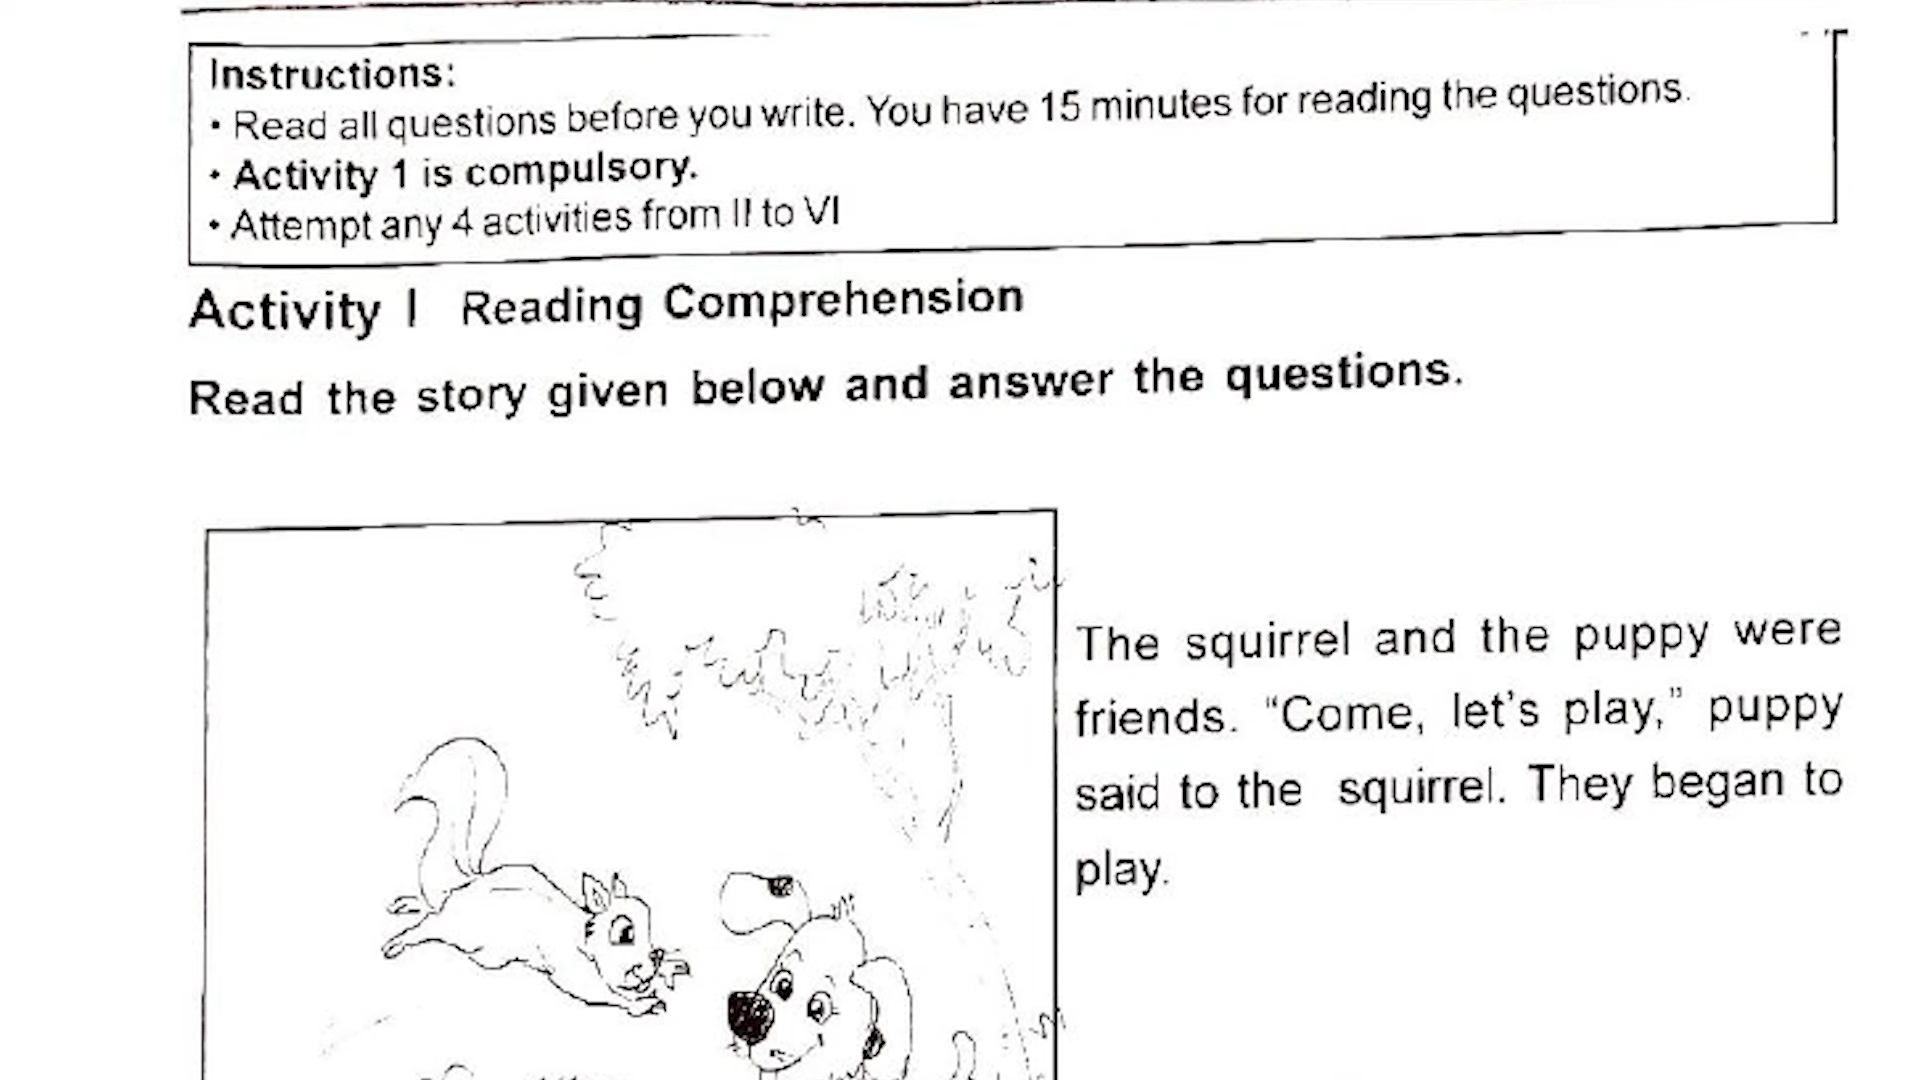 Instructions:
• Read all questions before you write. You have 15 minutes for reading the questions.
• Activity 1 is compulsory.
• Attempt any 4 activities from II to VI
Activity I Reading Comprehension
Read the story given below and answer the questions.
The squirrel and the puppy were
friends. “Come, let's play,” puppy
said to the squirrel. They began to
play.